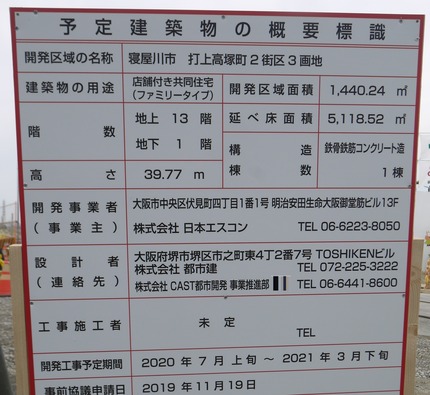 予定建築物の概要標識
開発区域の名称 寝屋川市 打上高塚町2街区3画地
建築物の用途 店舗付き共同住宅(ファミリータイプ) 開発区域面積 1,440.24 ㎡
階数 地上 13 階 延べ床面積 5,118.52 ㎡
地下 1 階 構造 鉄骨鉄筋コンクリート造
高さ 39.77 m 棟数 1棟
開発事業者 大阪市中央区伏見町四丁目1番1号 明治安田生命大阪御堂筋ビル13F
(事業主) 株式会社 日本エスコン TEL 06-6223-8050
設計者 大阪府堺市堺区市之町東4丁2番7号 TOSHIKENビル
株式会社 都市建 TEL 072-225-3222
(連絡先) 株式会社 CAST都市開発 事業推進部 TEL 06-6441-8600
工事施工者 未定
TEL
開発工事予定期間 2020 年 7 月 上旬 ~ 2021 年 3 月 下旬
事前協議申請日 2019 年 11 月 19 日